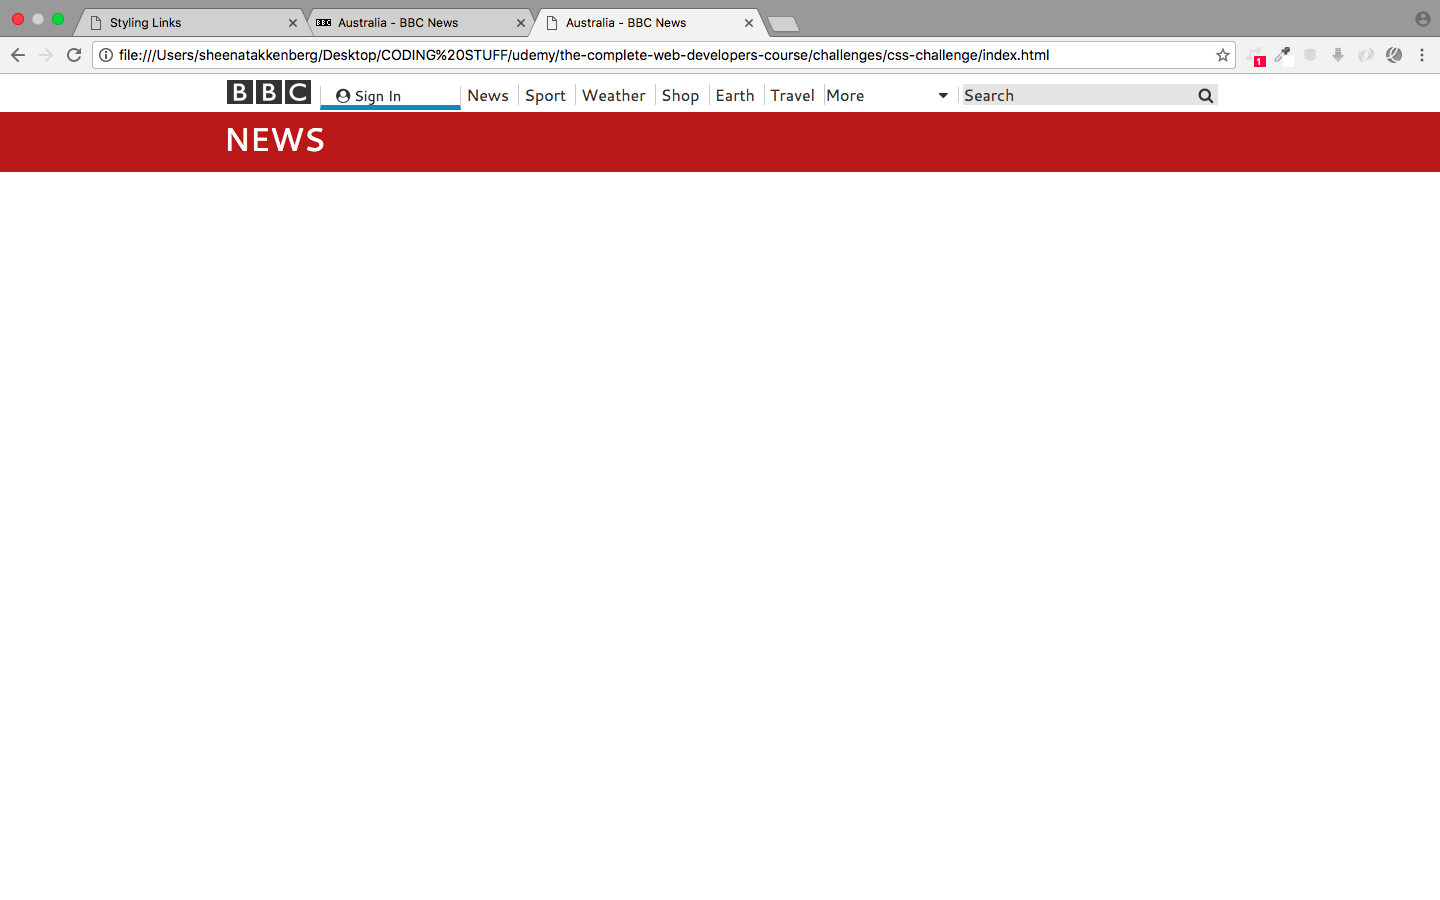 Styling Links
BBC Australia - BBC News
Australia - BBC News
file:///Users/sheenatakkenberg/Desktop/CODING%20STUFF/udemy/the-complete-web-developers-course/challenges/css-challenge/index.html
1
BBC Sign In News Sport Weather Shop Earth Travel More Search
NEWS